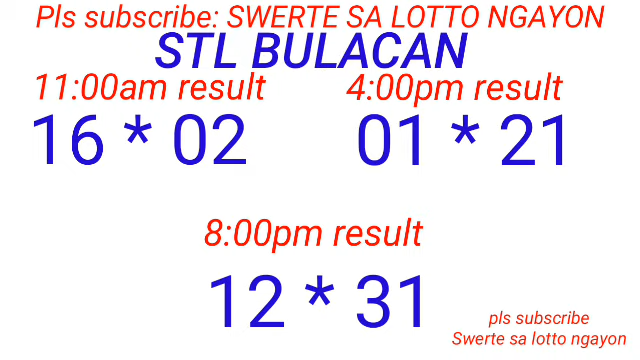 Pls subscribe: SWERTE SA LOTTO NGAYON
STL BULACAN
11:00am result
16 * 02
4:00pm result
01 * 21
8:00pm result
12 * 31
pls subscribe
Swerte sa lotto ngayon